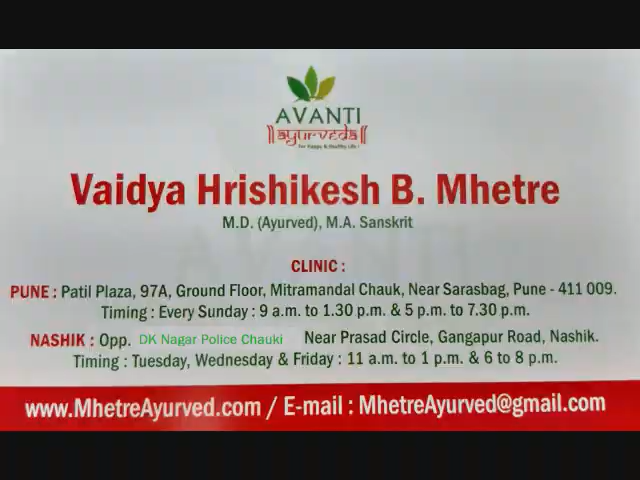 AVANTI
॥ayurveda॥
for Happy & Healthy Life !
Vaidya Hrishikesh B. Mhetre
M.D. (Ayurved), M.A. Sanskrit
CLINIC :
PUNE : Patil Plaza, 97A, Ground Floor, Mitramandal Chauk, Near Sarasbag, Pune - 411 009.
Timing : Every Sunday : 9 a.m. to 1.30 p.m. & 5 p.m. to 7.30 p.m.
NASHIK : Opp. DK Nagar Police Chauki Near Prasad Circle, Gangapur Road, Nashik.
Timing : Tuesday, Wednesday & Friday : 11 a.m. to 1 p.m. & 6 to 8 p.m.
www.MhetreAyurved.com / E-mail : MhetreAyurved@gmail.com